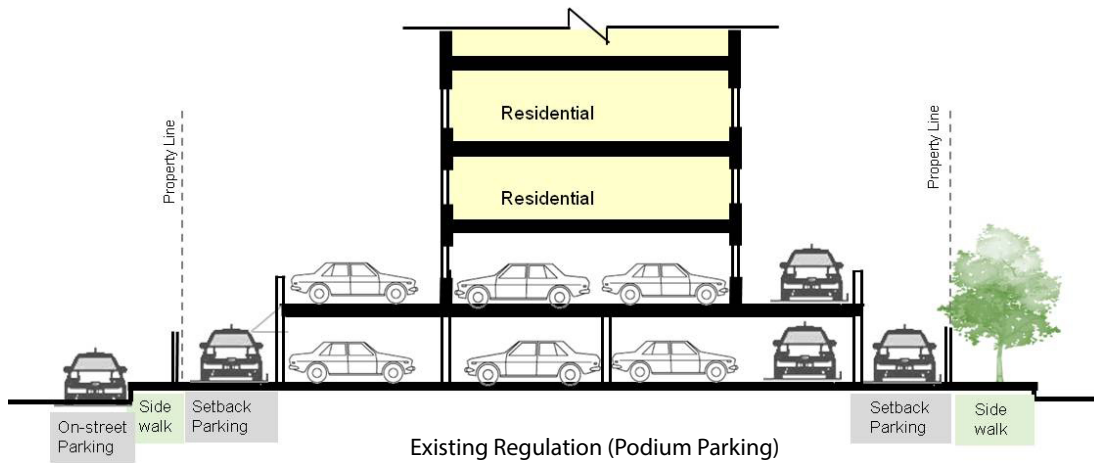 Residential
Property Line
Property Line
Residential
On-street
Parking
Side
walk
Setback
Parking
Setback
Parking
Side
walk
Existing Regulation (Podium Parking)